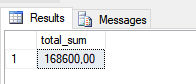 Results Messages
total_sum
1 168600,00